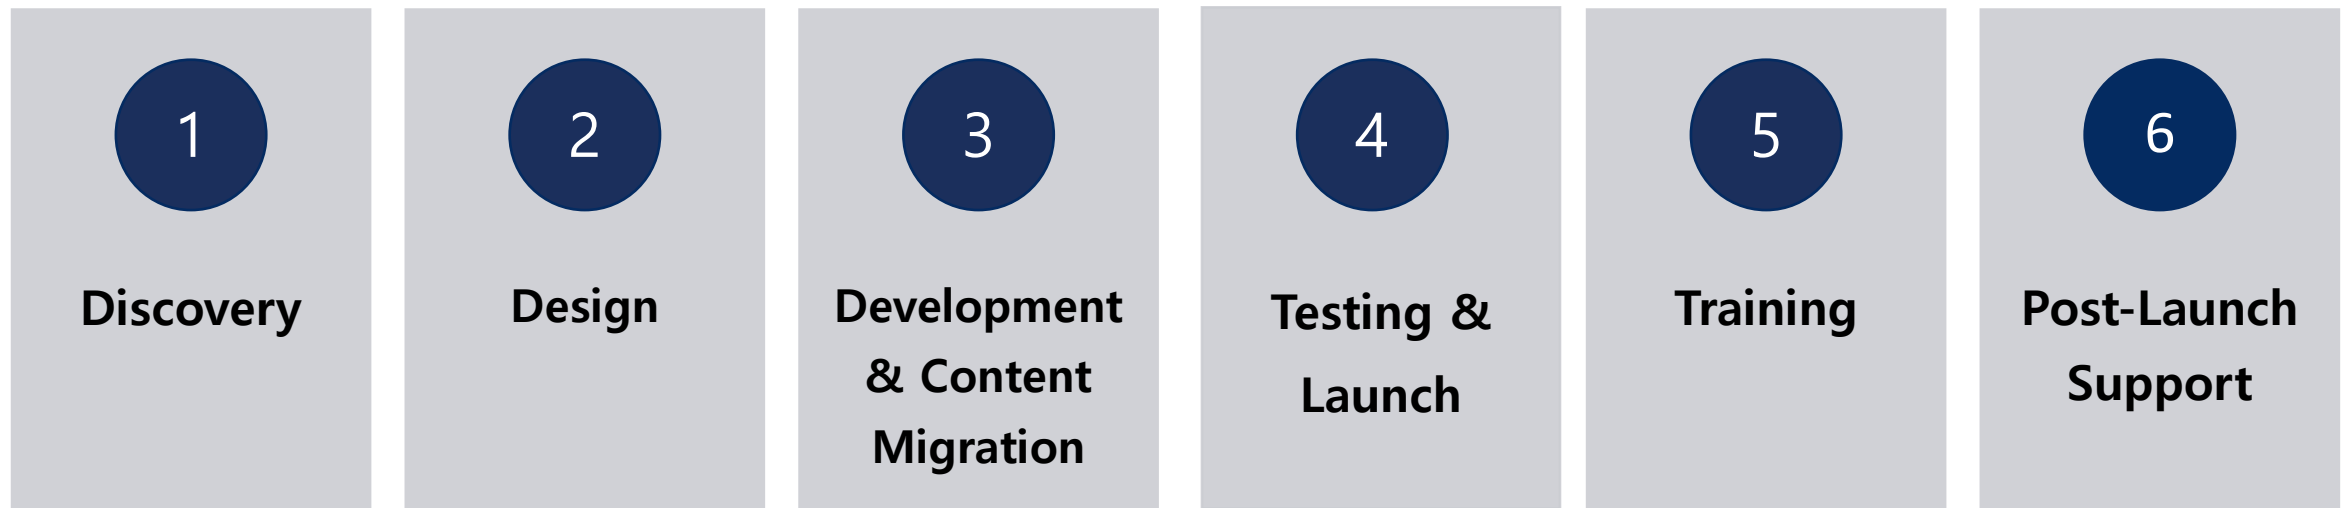 1
Discovery
2
Design
3
Development
& Content
Migration
4
Testing &
Launch
5
Training
6
Post-Launch
Support